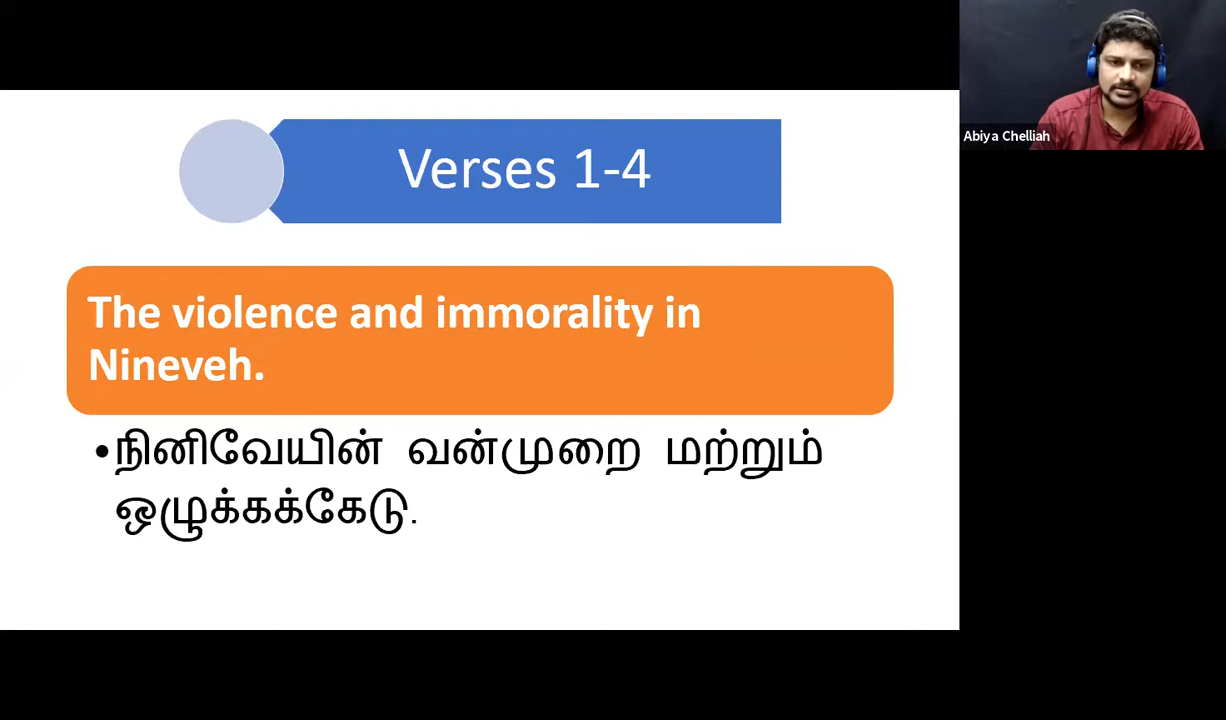 Verses 1-4
Abiya Chelliah
The violence and immorality in
Nineveh.
•நினிவேயின் வன்முறை மற்றும்
ஒழுக்கக்கேடு.